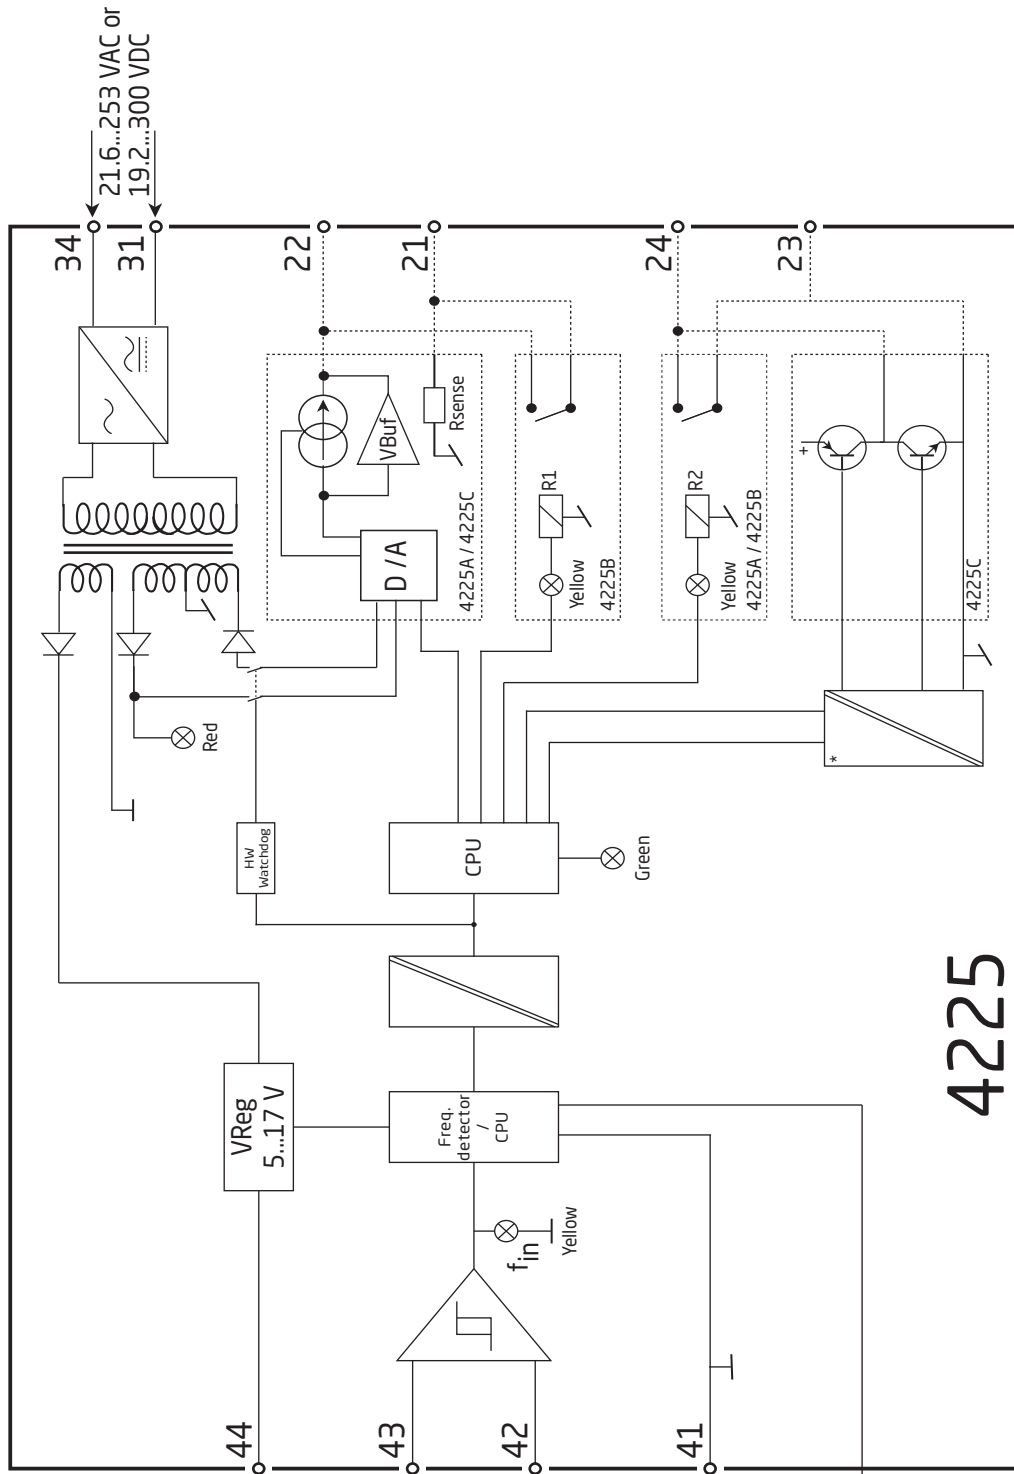 21.6...253 VAC or
19.2...300 VDC
34
31
22
21
24
23
VBuf
Rsense
D /A
4225A / 4225C
R1
Yellow
4225B
R2
Yellow
4225A / 4225B
+
4225C
*
Red
HW
Watchdog
CPU
Green
VReg
5...17 V
Freq.
detector
/
CPU
fin
Yellow
44
43
42
41
4225